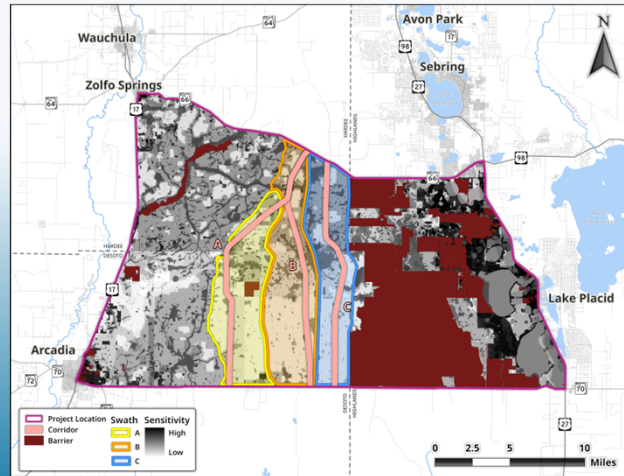 64
17
Avon Park
17
Wauchula
98
64
Sebring
N
Zolfo Springs
27
64
66
17
HARDEE
HIGHLANDS
98
66
A
HARDEE
DESOTO
B
17
C
Lake Placid
Arcadia
70
72
70
DESOTO
HIGHLANDS
27
Project Location
Corridor
Barrier
Swath
A
B
C
Sensitivity
High
Low
0 2.5 5 10
Miles